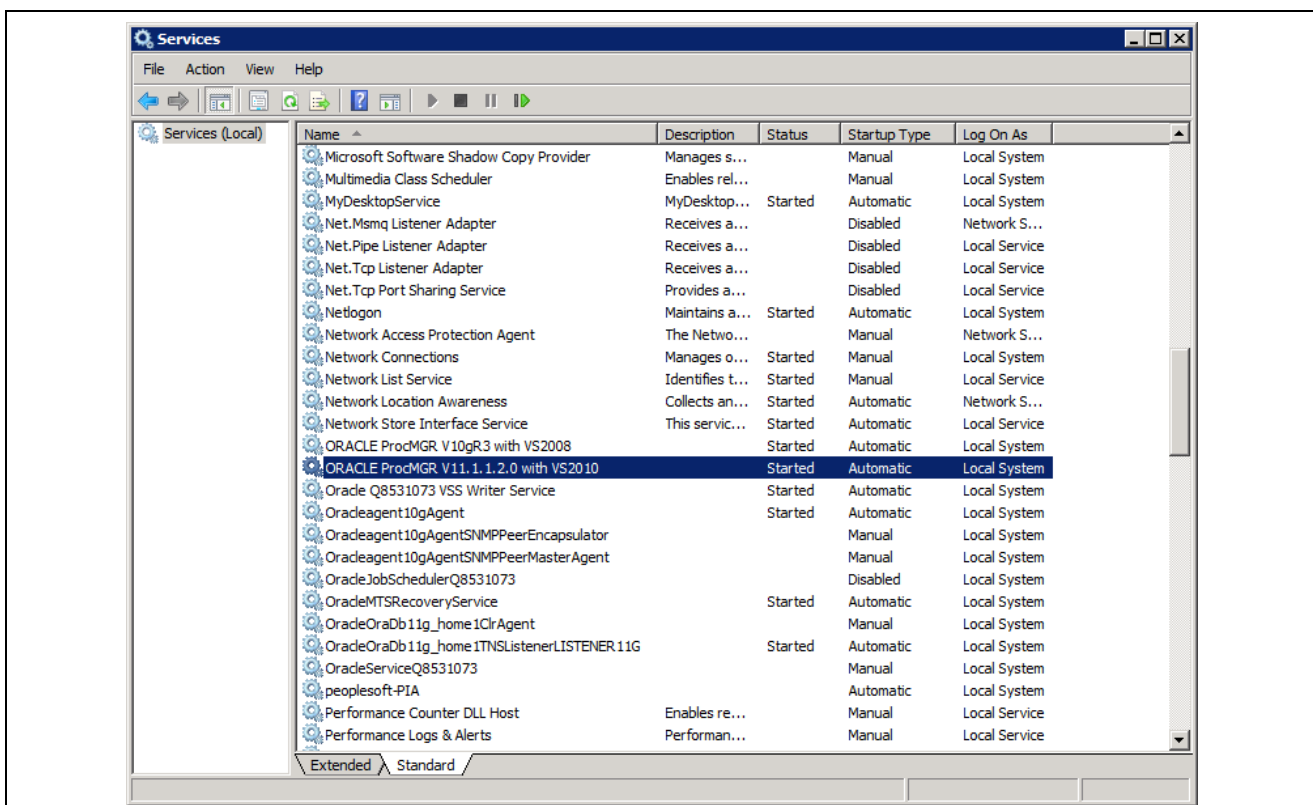 Services
File Action View Help
Services (Local)
Name Description Status Startup Type Log On As
Microsoft Software Shadow Copy Provider Manages s... Manual Local System
Multimedia Class Scheduler Enables rel... Manual Local System
MyDesktopService MyDesktop... Started Automatic Local System
Net.Msmq Listener Adapter Receives a... Disabled Network S...
Net.Pipe Listener Adapter Receives a... Disabled Local Service
Net.Tcp Listener Adapter Receives a... Disabled Local Service
Net.Tcp Port Sharing Service Provides a... Disabled Local Service
Netlogon Maintains a... Started Automatic Local System
Network Access Protection Agent The Netwo... Manual Network S...
Network Connections Manages o... Started Manual Local System
Network List Service Identifies t... Started Manual Local Service
Network Location Awareness Collects an... Started Automatic Network S...
Network Store Interface Service This servic... Started Automatic Local Service
ORACLE ProcMGR V10gR3 with VS2008 Started Automatic Local System
ORACLE ProcMGR V11.1.1.2.0 with VS2010 Started Automatic Local System
Oracle Q8531073 VSS Writer Service Started Automatic Local System
Oracleagent10gAgent Started Automatic Local System
Oracleagent10gAgentSNMPPeerEncapsulator Manual Local System
Oracleagent10gAgentSNMPPeerMasterAgent Manual Local System
OracleJobSchedulerQ8531073 Disabled Local System
OracleMTSRecoveryService Started Automatic Local System
OracleOraDb11g_home1ClrAgent Manual Local System
OracleOraDb11g_home1TNSListenerLISTENER11G Started Automatic Local System
OracleServiceQ8531073 Manual Local System
peoplesoft-PIA Automatic Local System
Performance Counter DLL Host Enables re... Manual Local Service
Performance Logs & Alerts Performan... Manual Local Service
Extended Standard